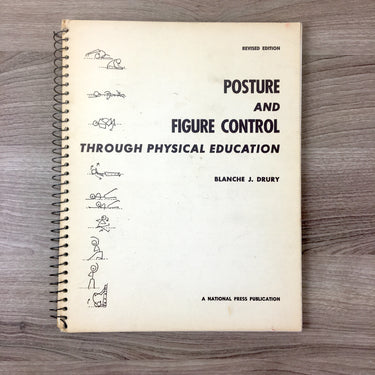 REVISED EDITION
POSTURE
AND
FIGURE CONTROL
THROUGH PHYSICAL EDUCATION
BLANCHE J. DRURY
A NATIONAL PRESS PUBLICATION